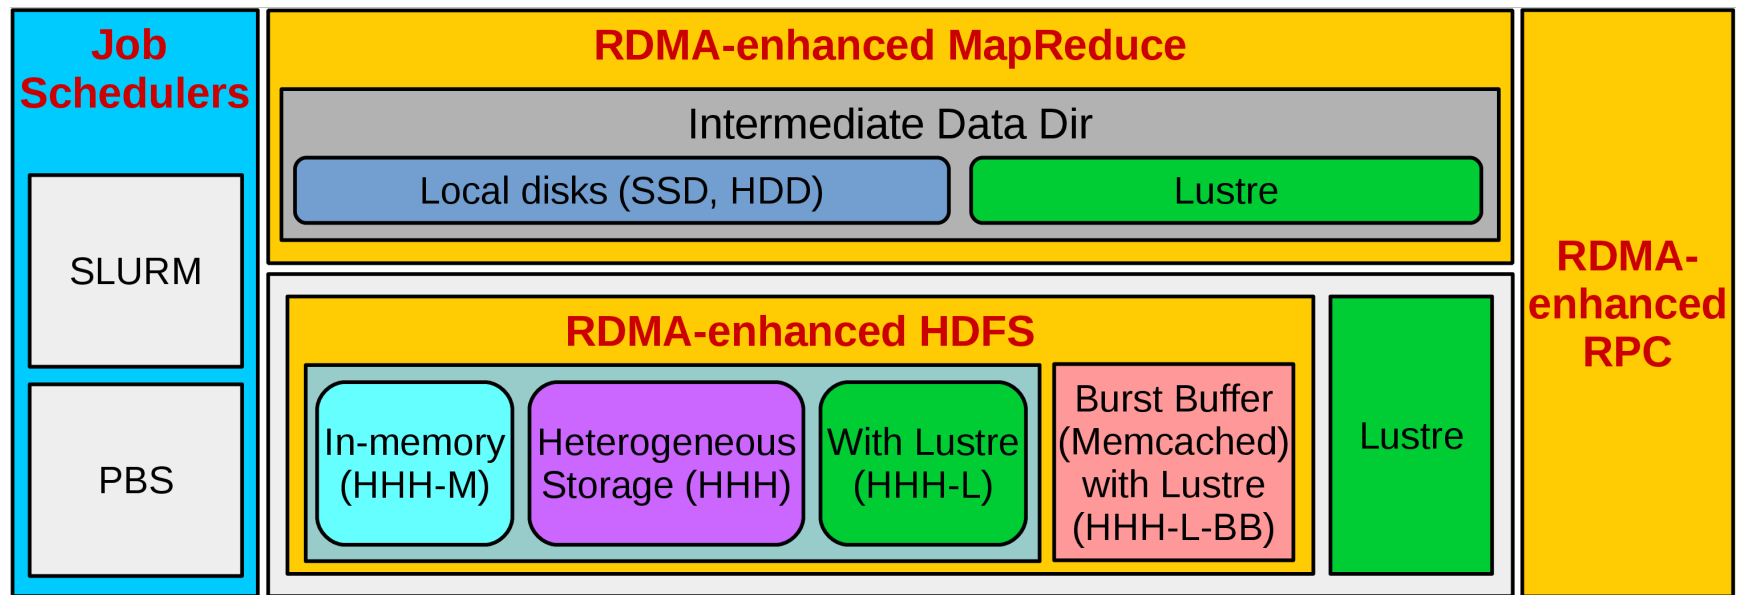 Job
Schedulers
SLURM
PBS
RDMA-enhanced MapReduce
Intermediate Data Dir
Local disks (SSD, HDD)
Lustre
RDMA-enhanced HDFS
In-memory
(HHH-M)
Heterogeneous
Storage (HHH)
With Lustre
(HHH-L)
Burst Buffer
(Memcached)
with Lustre
(HHH-L-BB)
Lustre
RDMA-
enhanced
RPC